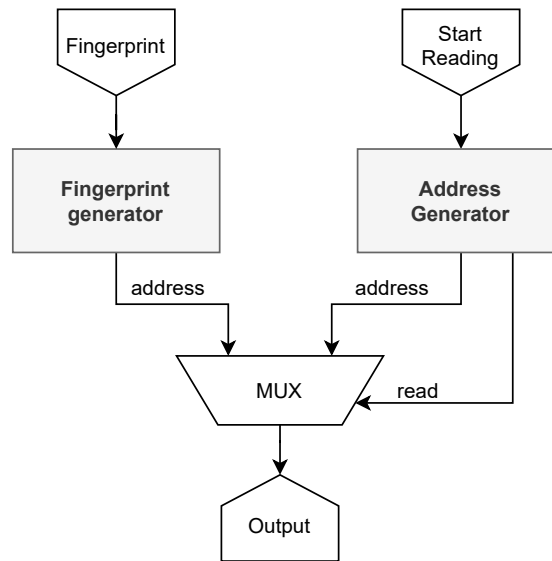 Fingerprint
Start
Reading
Fingerprint
generator
Address
Generator
address
address
MUX
read
Output